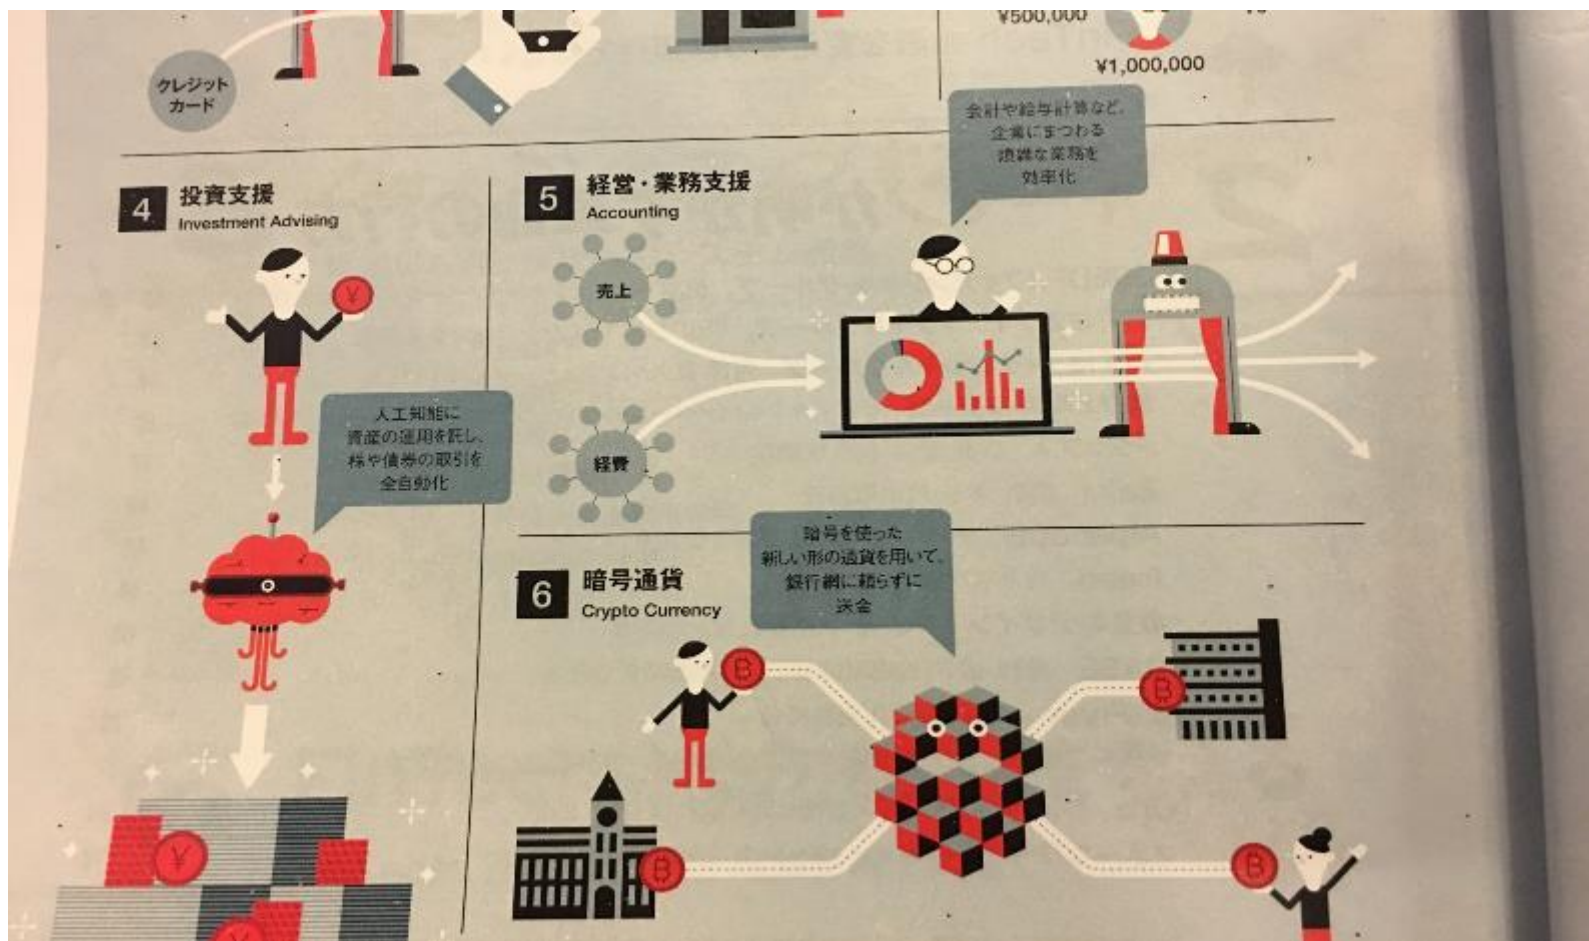 ¥500,000
¥1,000,000
クレジット
カード
4
投資支援
Investment Advising
人工知能に
資産の運用を託し、
株や債券の取引を
全自動化
5
経営・業務支援
Accounting
会計や給与計算など、
企業にまつわる
煩雑な業務を
効率化
売上
経費
6
暗号通貨
Crypto Currency
暗号を使った
新しい形の通貨を用いて、
銀行網に頼らずに
送金